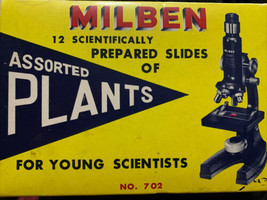 MILBEN
12 SCIENTIFICALLY
PREPARED SLIDES
OF
ASSORTED
PLANTS
FOR YOUNG SCIENTISTS
NO. 702